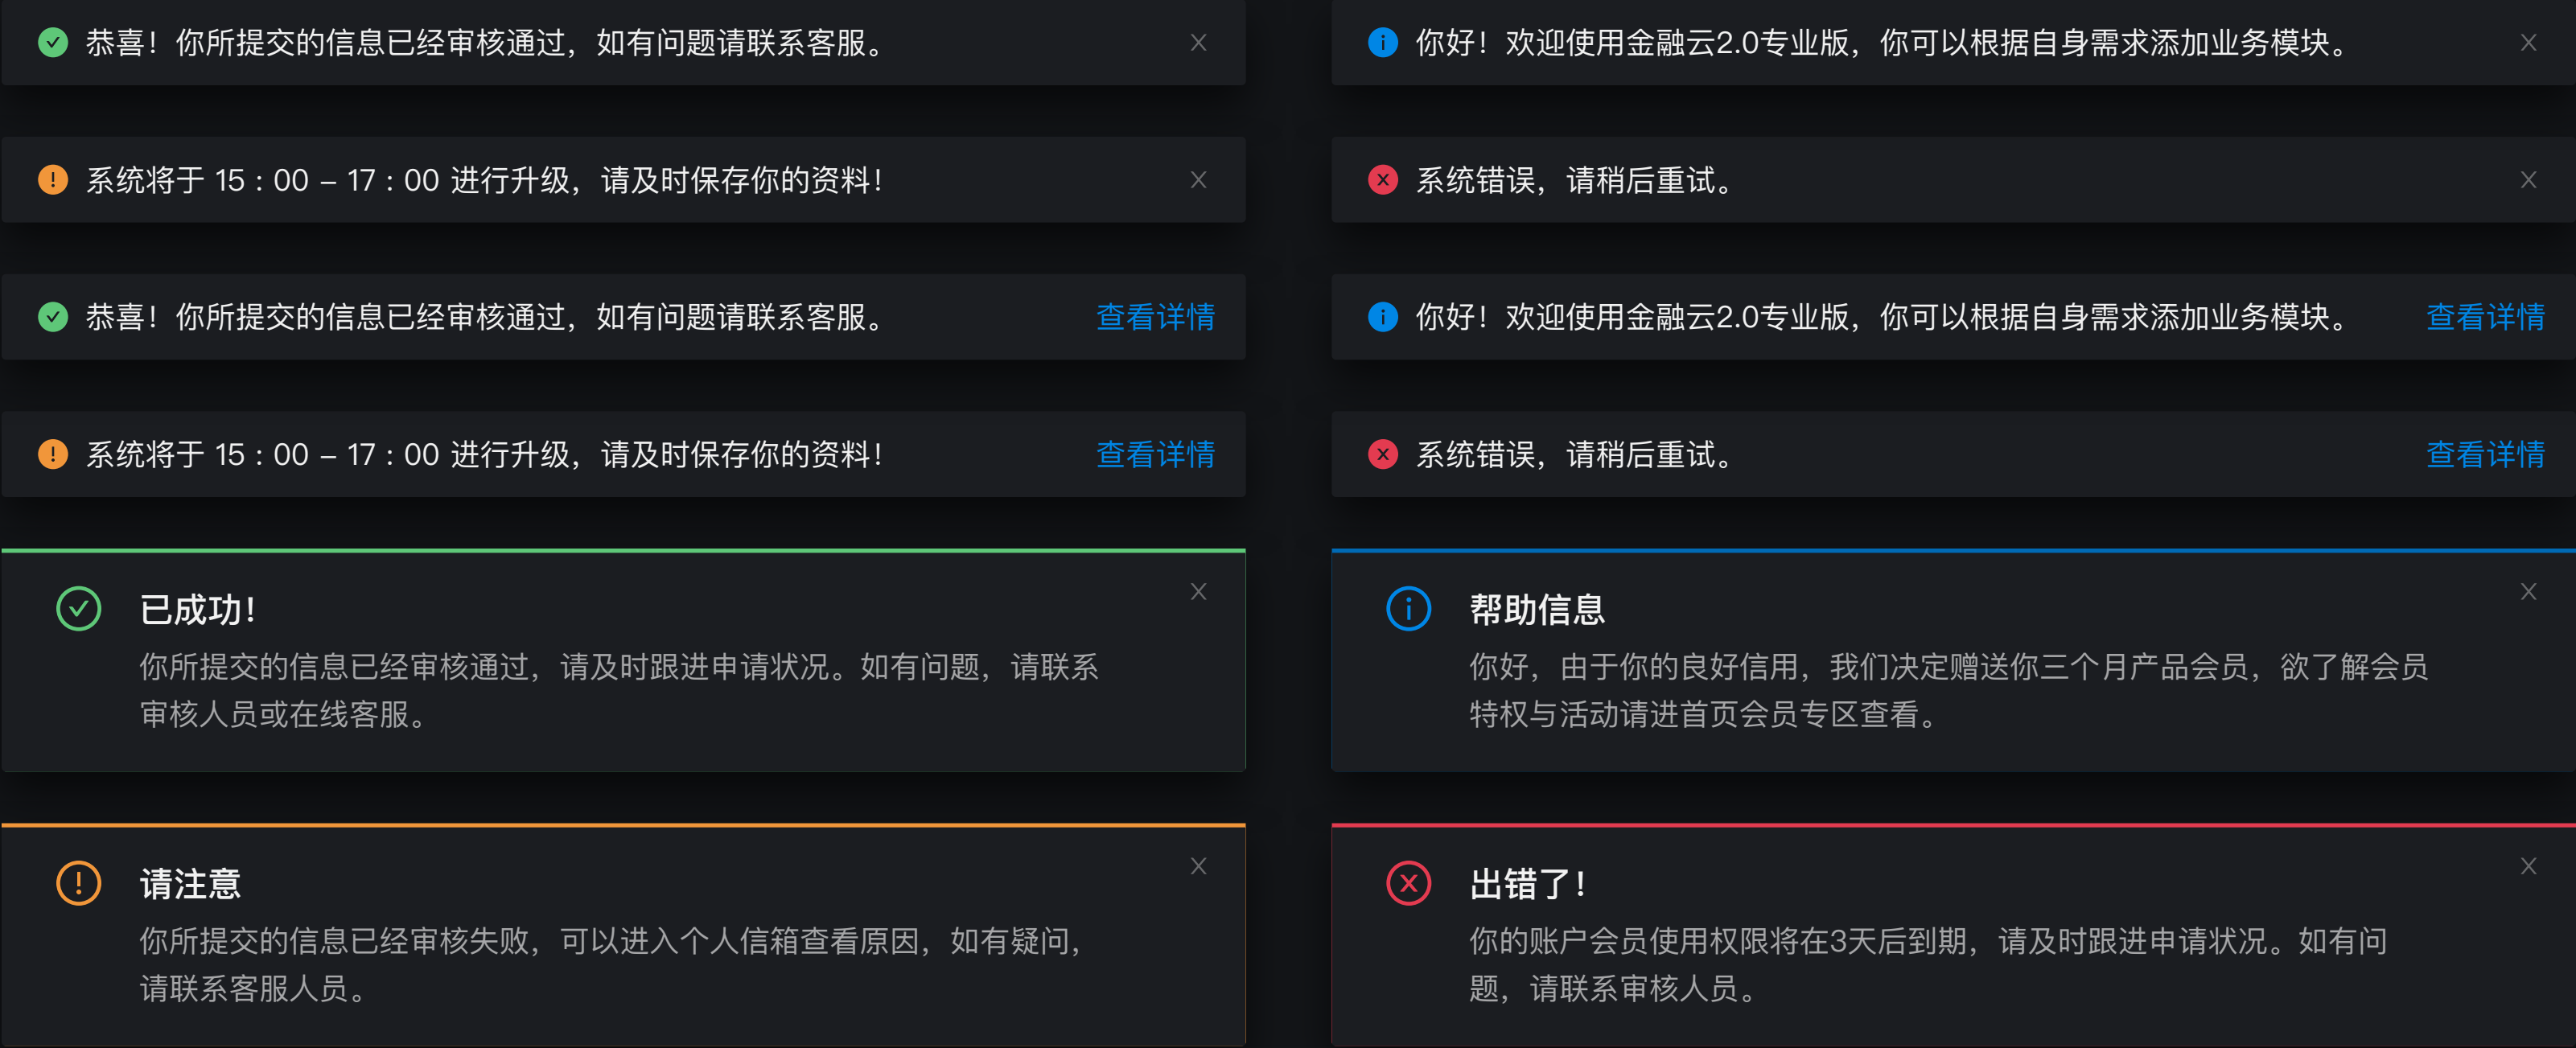 恭喜！你所提交的信息已经审核通过，如有问题请联系客服。
你好！欢迎使用金融云2.0专业版，你可以根据自身需求添加业务模块。
系统将于 15 : 00 – 17 : 00 进行升级，请及时保存你的资料！
系统错误，请稍后重试。
恭喜！你所提交的信息已经审核通过，如有问题请联系客服。 查看详情
你好！欢迎使用金融云2.0专业版，你可以根据自身需求添加业务模块。 查看详情
系统将于 15 : 00 – 17 : 00 进行升级，请及时保存你的资料！ 查看详情
系统错误，请稍后重试。 查看详情
已成功！
你所提交的信息已经审核通过，请及时跟进申请状况。如有问题，请联系
审核人员或在线客服。
帮助信息
你好，由于你的良好信用，我们决定赠送你三个月产品会员，欲了解会员
特权与活动请进首页会员专区查看。
请注意
你所提交的信息已经审核失败，可以进入个人信箱查看原因，如有疑问，
请联系客服人员。
出错了！
你的账户会员使用权限将在3天后到期，请及时跟进申请状况。如有问
题，请联系审核人员。